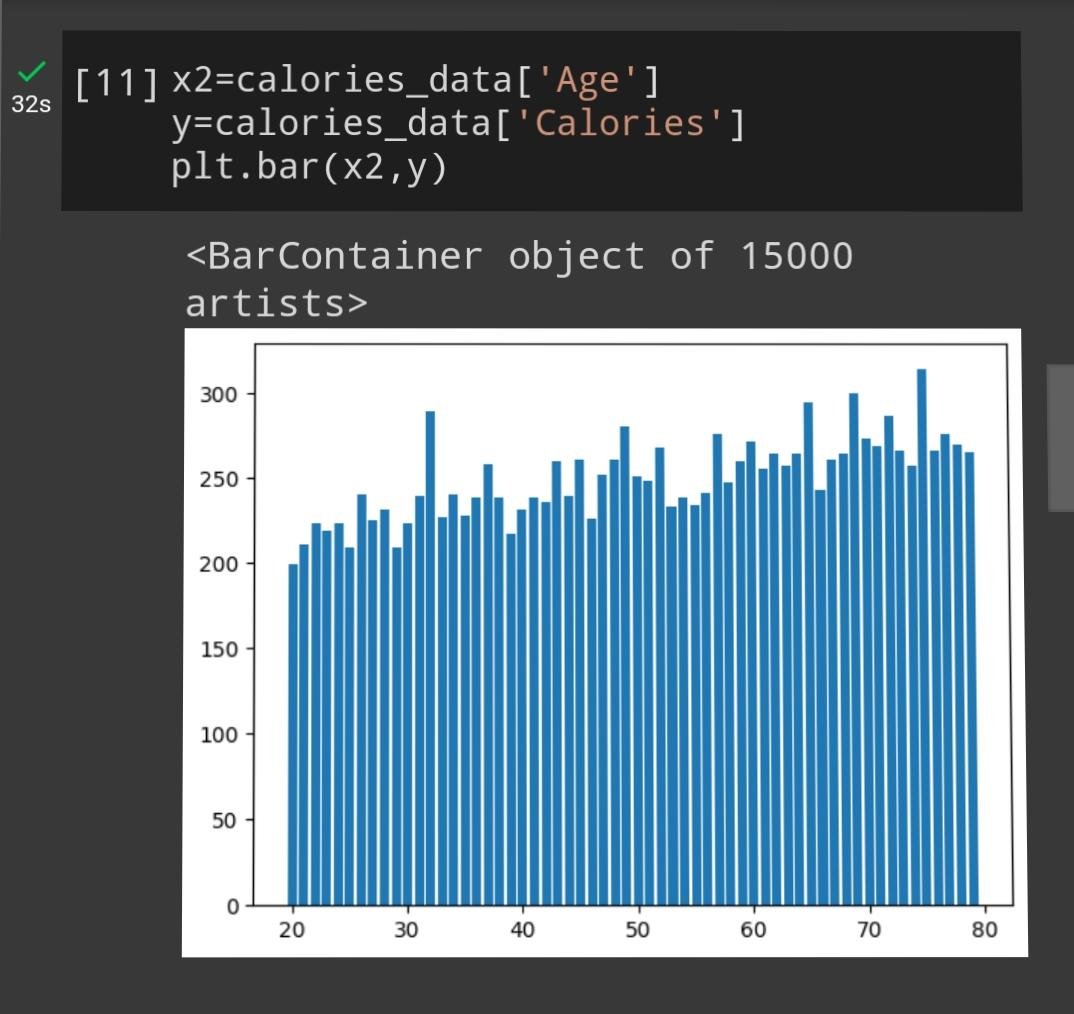 [11] x2=calories_data['Age']
32s
y=calories_data['Calories']
plt.bar(x2,y)
<BarContainer object of 15000
artists>
300
250
200
150
100
50
0
20 30 40 50 60 70 80